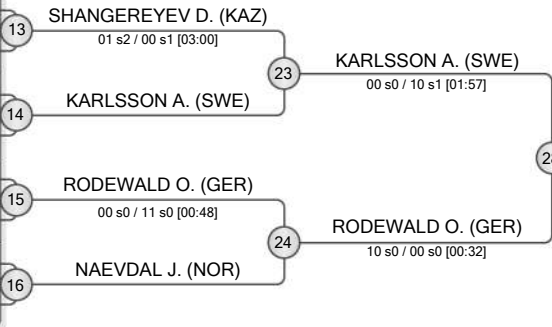 SHANGEREYEV D. (KAZ)
13
01 s2 / 00 s1 [03:00]
KARLSSON A. (SWE)
23
00 s0 / 10 s1 [01:57]
KARLSSON A. (SWE)
14
RODEWALD O. (GER)
15
00 s0 / 11 s0 [00:48]
RODEWALD O. (GER)
24
10 s0 / 00 s0 [00:32]
NAEVDAL J. (NOR)
16